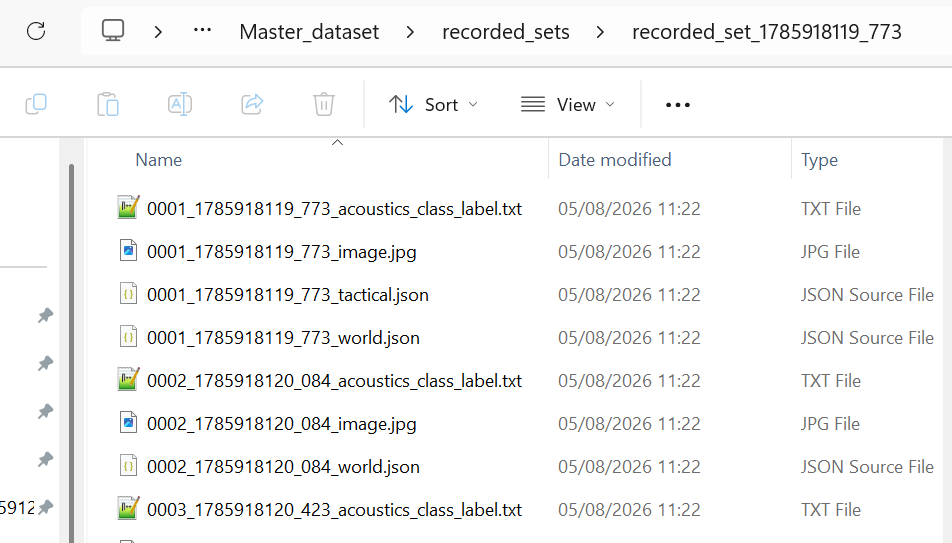 Master_dataset recorded_sets recorded_set_1785918119_773
Sort View
Name Date modified Type
0001_1785918119_773_acoustics_class_label.txt 05/08/2026 11:22 TXT File
0001_1785918119_773_image.jpg 05/08/2026 11:22 JPG File
0001_1785918119_773_tactical.json 05/08/2026 11:22 JSON Source File
0001_1785918119_773_world.json 05/08/2026 11:22 JSON Source File
0002_1785918120_084_acoustics_class_label.txt 05/08/2026 11:22 TXT File
0002_1785918120_084_image.jpg 05/08/2026 11:22 JPG File
0002_1785918120_084_world.json 05/08/2026 11:22 JSON Source File
5912 0003_1785918120_423_acoustics_class_label.txt 05/08/2026 11:22 TXT File